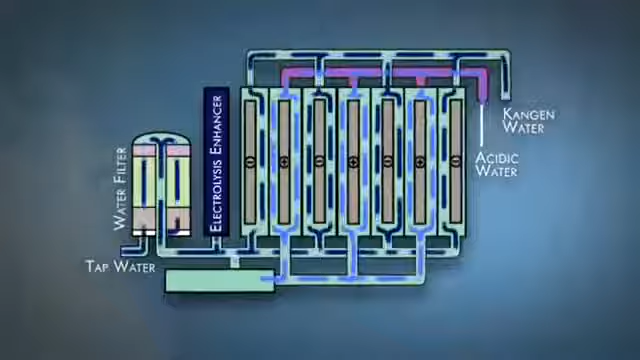 WATER FILTER
TAP WATER
ELECTROLYSIS ENHANCER
KANGEN
WATER
ACIDIC
WATER